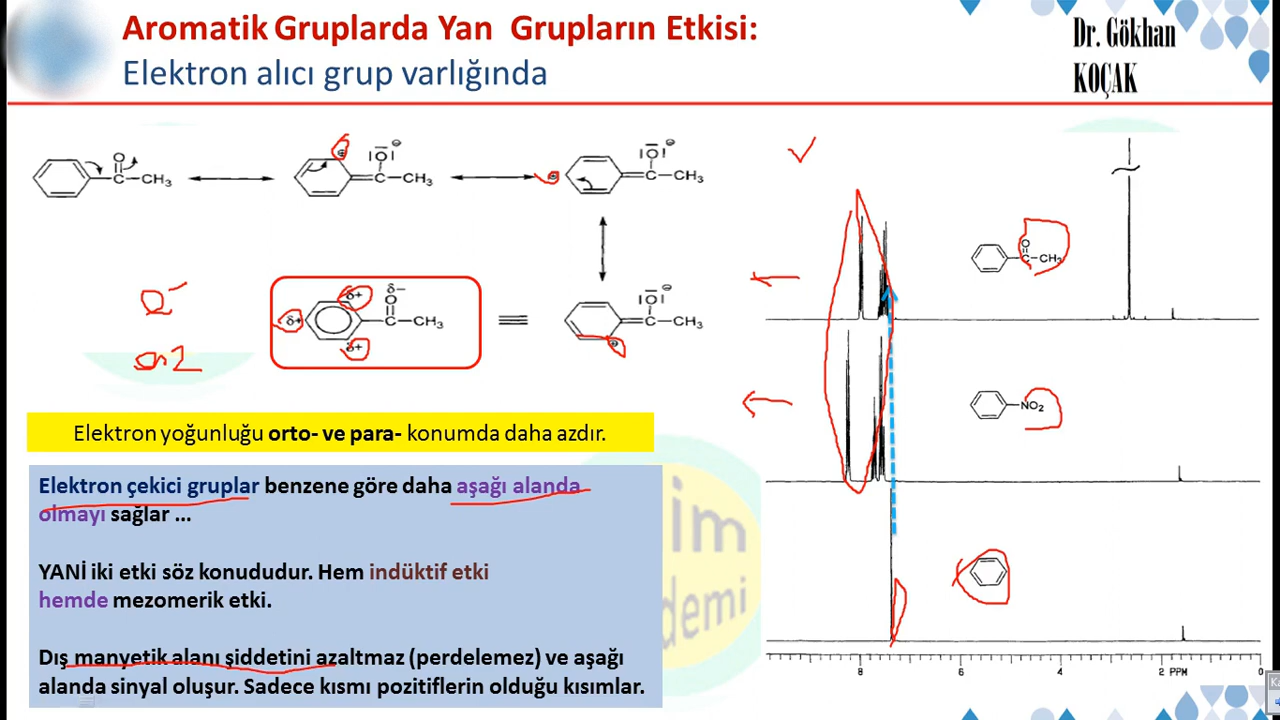 Aromatik Gruplarda Yan Grupların Etkisi:
Elektron alıcı grup varlığında
Dr. Gökhan
KOÇAK
O
C
CH₃
⊕
|O|
⊖
C
CH₃
⊕
|O|
⊖
C
CH₃
δ+
δ+
δ+
δ−
O
C
CH₃
⊕
|O|
⊖
C
CH₃
O
C
CH₃
NO₂
Elektron yoğunluğu orto- ve para- konumda daha azdır.
Elektron çekici gruplar benzene göre daha aşağı alanda
olmayı sağlar ...
YANİ iki etki söz konududur. Hem indüktif etki
hemde mezomerik etki.
Dış manyetik alanı şiddetini azaltmaz (perdelemez) ve aşağı
alanda sinyal oluşur. Sadece kısmı pozitiflerin olduğu kısımlar.
im
demi
8 6 4 2 PPM 0